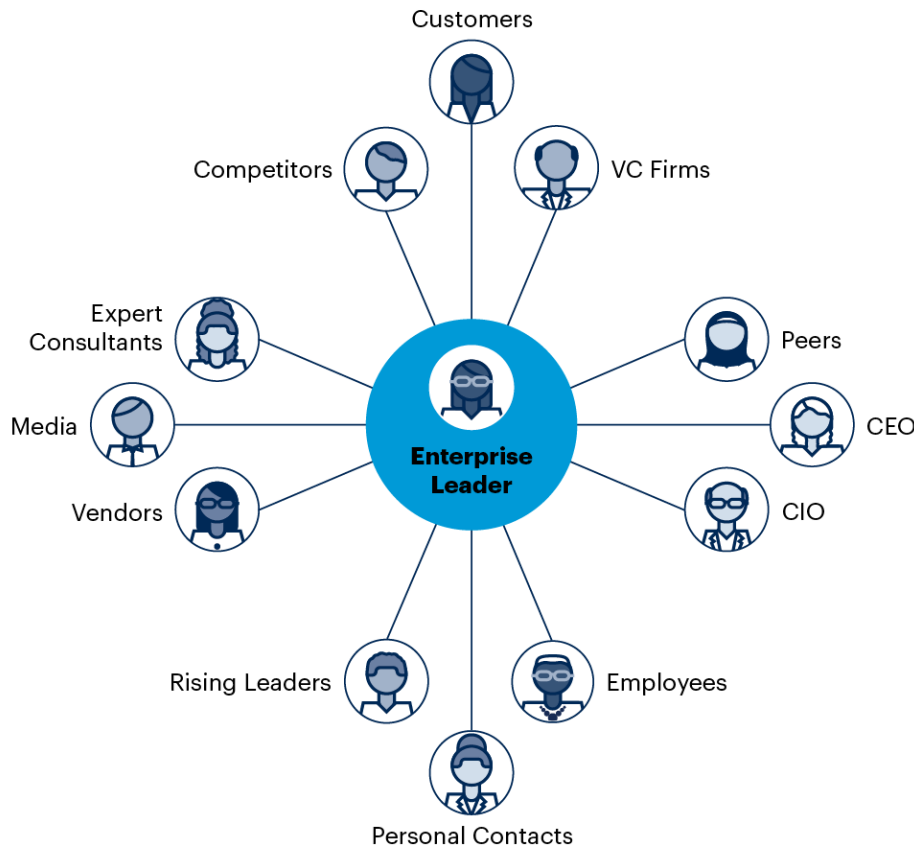 Customers
Competitors
VC Firms
Expert
Consultants
Peers
Media
CEO
Enterprise
Leader
Vendors
CIO
Rising Leaders
Employees
Personal Contacts